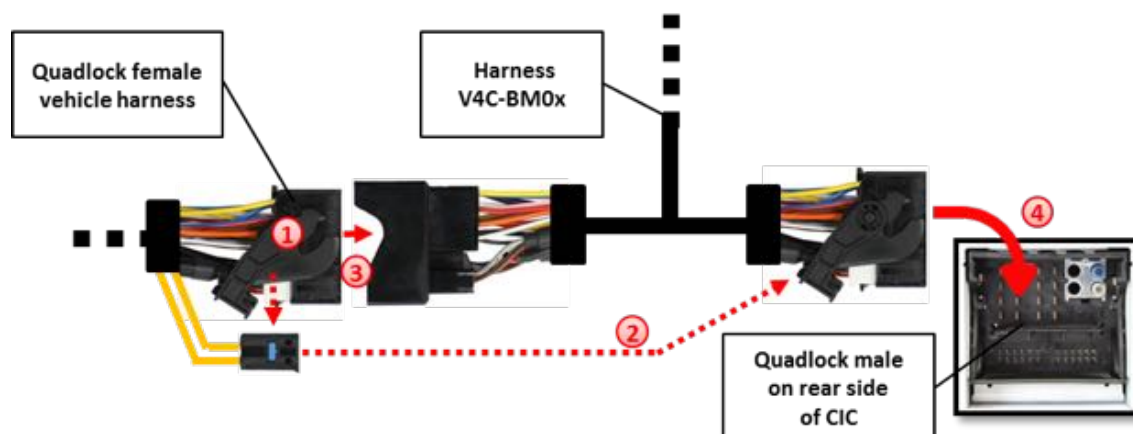 Quadlock female
vehicle harness
Harness
V4C-BM0x
1
3
2
4
Quadlock male
on rear side
of CIC